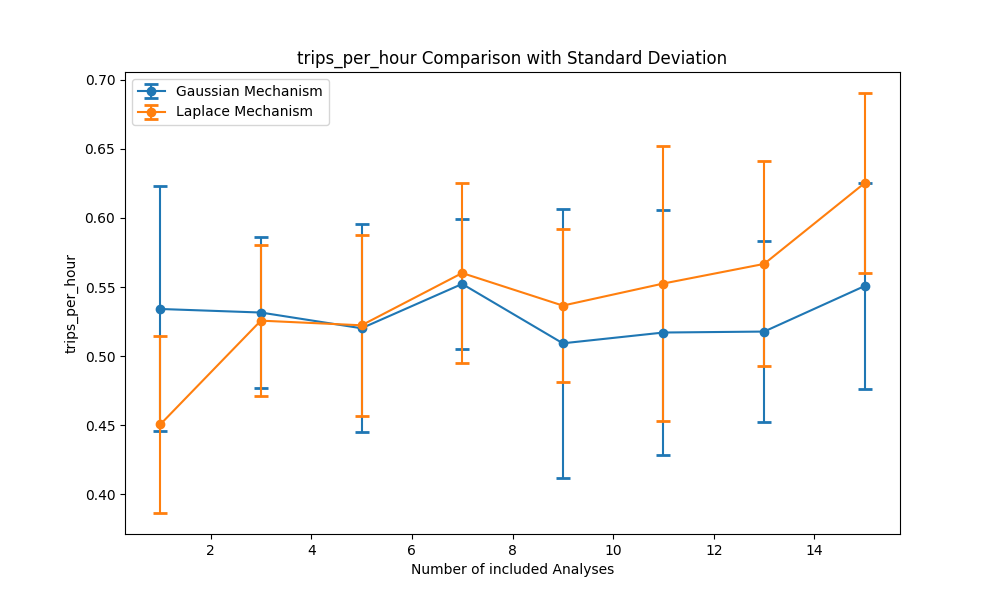 trips_per_hour Comparison with Standard Deviation
Gaussian Mechanism
Laplace Mechanism
trips_per_hour
0.70
0.65
0.60
0.55
0.50
0.45
0.40
2 4 6 8 10 12 14
Number of included Analyses